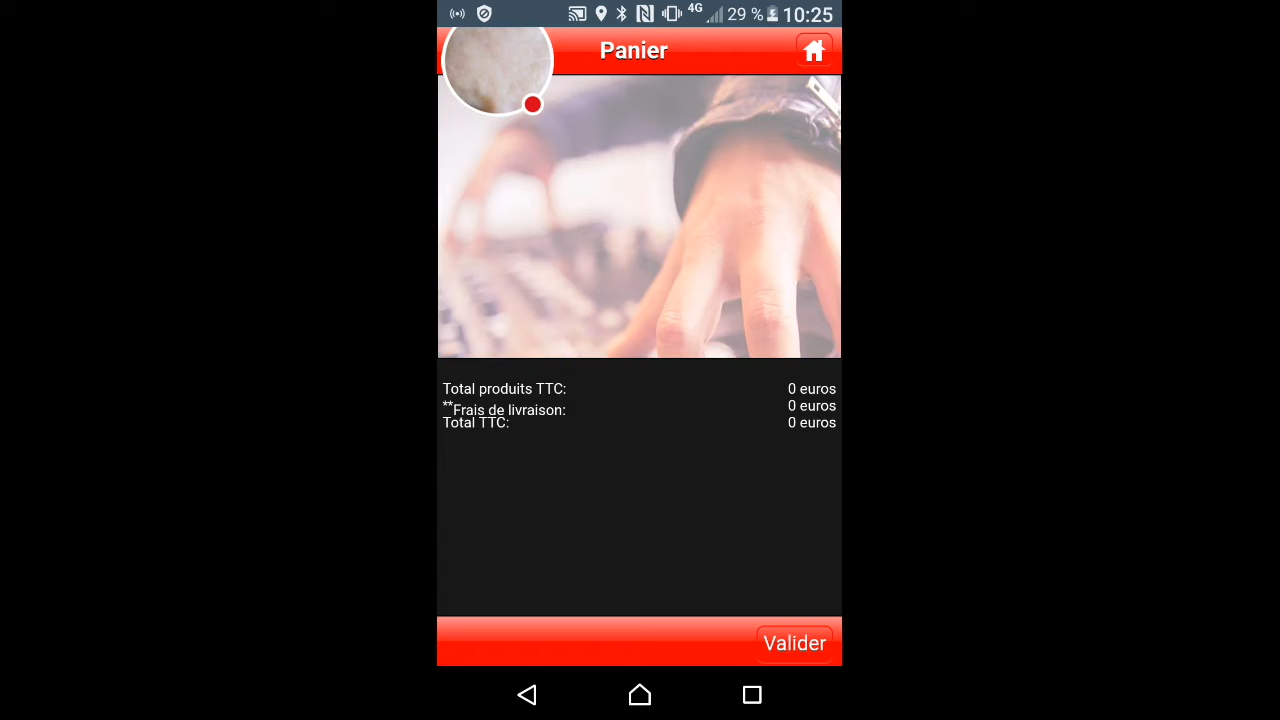 4G 29 % 10:25
Panier
Total produits TTC: 0 euros
**Frais de livraison: 0 euros
Total TTC: 0 euros
Valider